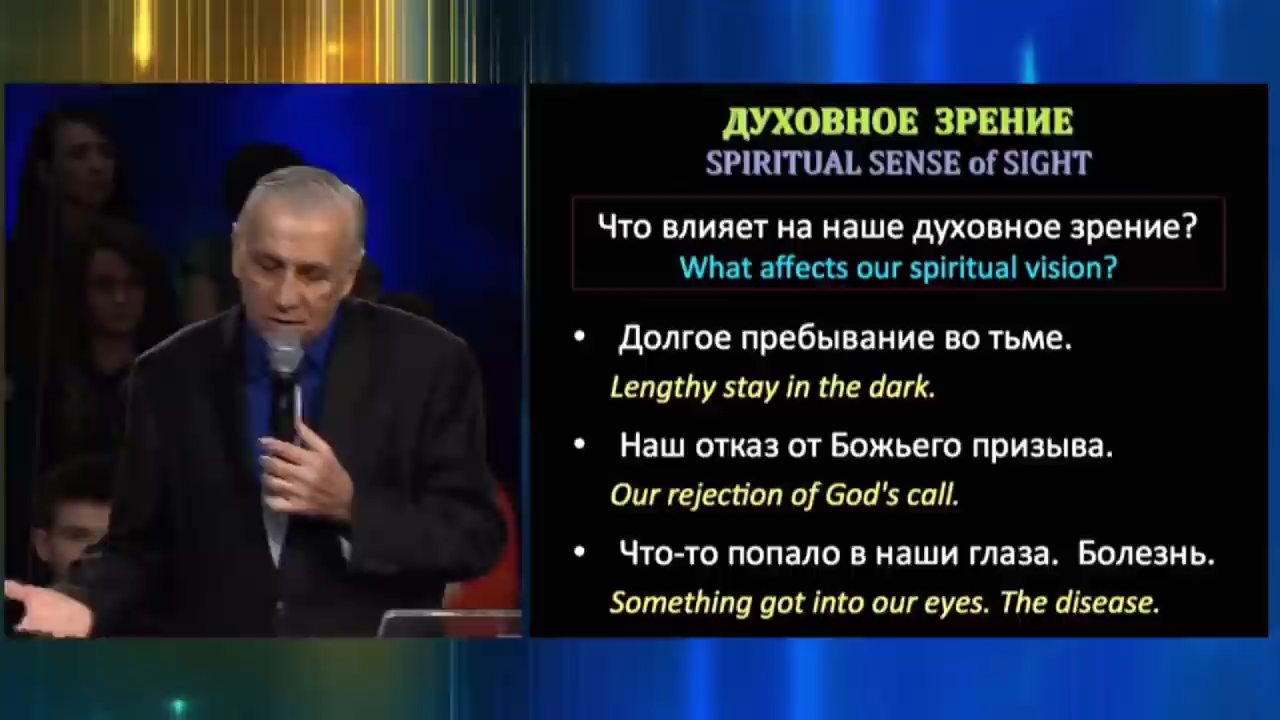 ДУХОВНОЕ ЗРЕНИЕ
SPIRITUAL SENSE of SIGHT
Что влияет на наше духовное зрение?
What affects our spiritual vision?
• Долгое пребывание во тьме.
Lengthy stay in the dark.
• Наш отказ от Божьего призыва.
Our rejection of God's call.
• Что-то попало в наши глаза. Болезнь.
Something got into our eyes. The disease.